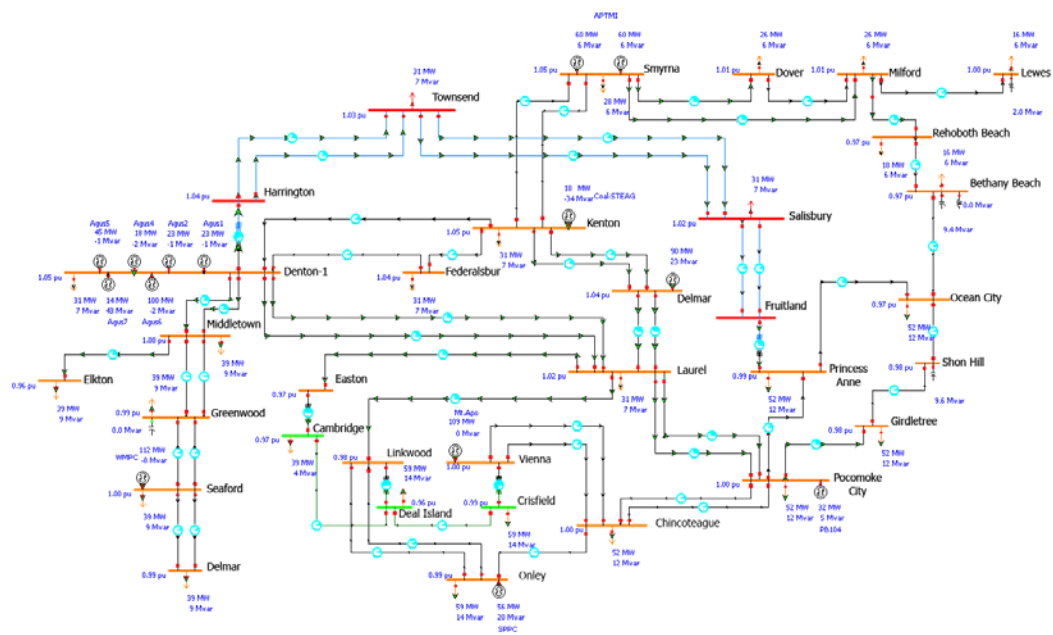 APTMI
60 MW
6 Mvar
60 MW
6 Mvar
1.05 pu
Smyrna
28 MW
6 Mvar
26 MW
6 Mvar
1.01 pu
Dover
26 MW
6 Mvar
1.01 pu
Milford
16 MW
6 Mvar
1.00 pu
Lewes
2.0 Mvar
21 MW
7 Mvar
Townsend
1.03 pu
Rehoboth Beach
0.97 pu
18 MW
6 Mvar
16 MW
6 Mvar
Bethany Beach
0.97 pu
0.0 Mvar
9.4 Mvar
Harrington
1.04 pu
18 MW
-34 Mvar
Coal-STEAG
1.05 pu
Kenton
31 MW
7 Mvar
31 MW
7 Mvar
1.02 pu
Salisbury
Agus5
45 MW
-1 Mvar
Agus4
18 MW
-2 Mvar
Agus2
23 MW
-1 Mvar
Agus1
23 MW
-1 Mvar
1.05 pu
Denton-1
31 MW
7 Mvar
14 MW
48 Mvar
Agus7
100 MW
-2 Mvar
Agus6
1.04 pu
Federalsbur
31 MW
7 Mvar
90 MW
23 Mvar
1.04 pu
Delmar
Fruitland
0.97 pu
Ocean City
52 MW
12 Mvar
Middletown
1.00 pu
39 MW
9 Mvar
0.96 pu
Elkton
39 MW
9 Mvar
39 MW
9 Mvar
Easton
0.97 pu
1.02 pu
Laurel
31 MW
7 Mvar
0.99 pu
Princess
Anne
52 MW
12 Mvar
0.98 pu
Shon Hill
9.6 Mvar
Greenwood
0.99 pu
0.0 Mvar
Cambridge
0.97 pu
39 MW
4 Mvar
Mt.Apo
109 MW
0 Mvar
Girdletree
0.98 pu
52 MW
12 Mvar
112 MW
-0 Mvar
WMPC
Seaford
1.00 pu
39 MW
9 Mvar
Linkwood
0.98 pu
59 MW
14 Mvar
Vienna
1.00 pu
0.96 pu
Deal Island
0.99 pu
Crisfield
59 MW
14 Mvar
1.00 pu
Pocomoke
City
52 MW
12 Mvar
32 MW
5 Mvar
PB104
1.00 pu
Chincoteague
52 MW
12 Mvar
0.99 pu
Delmar
39 MW
9 Mvar
0.99 pu
Onley
59 MW
14 Mvar
56 MW
20 Mvar
SPPC